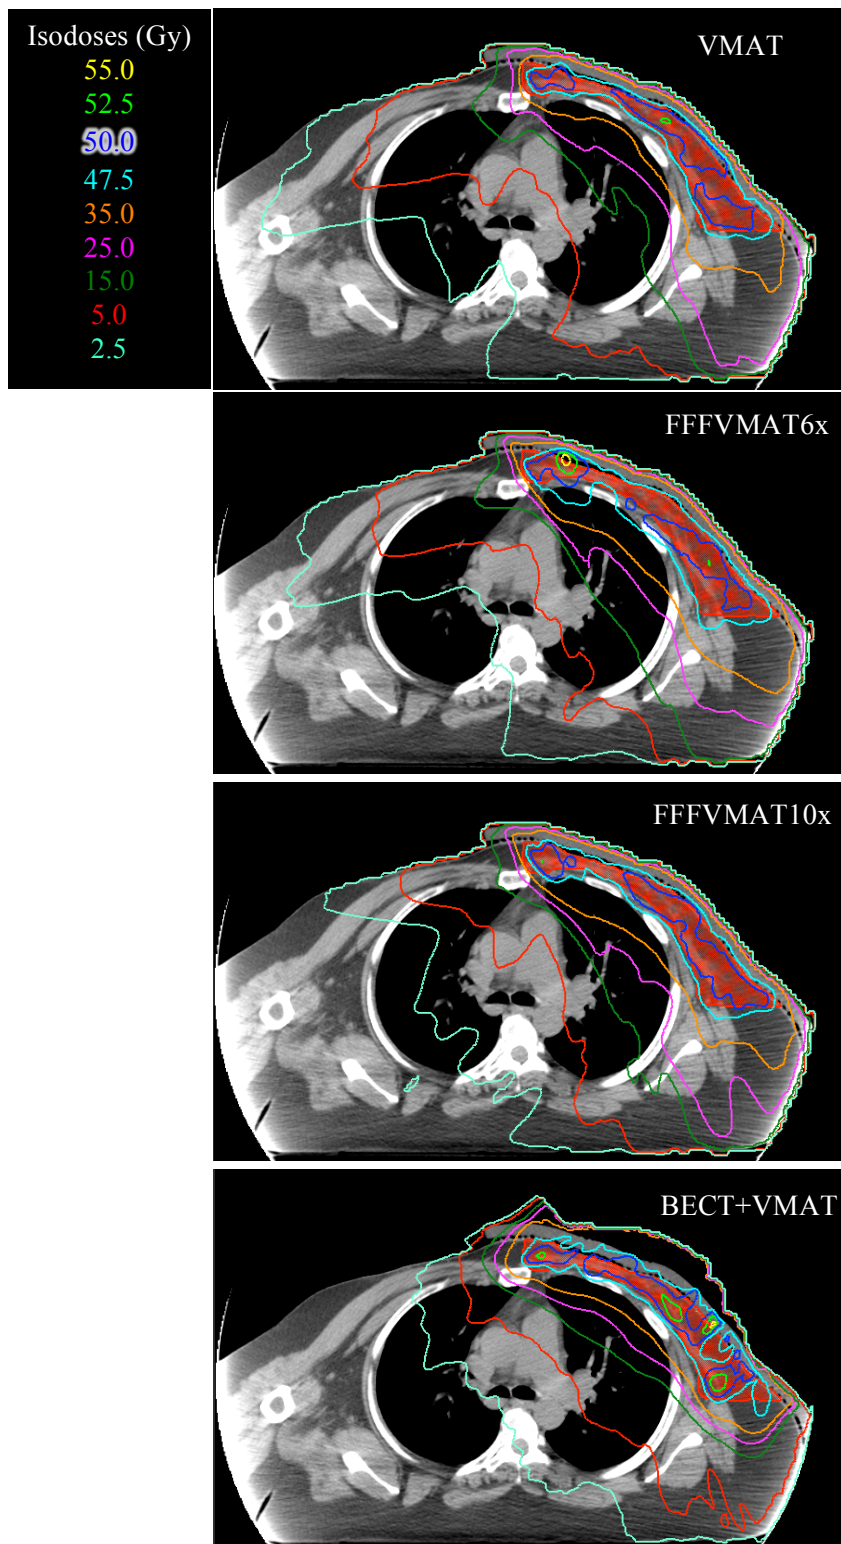 Isodoses (Gy)
55.0
52.5
50.0
47.5
35.0
25.0
15.0
5.0
2.5
VMAT
FFFVMAT6x
FFFVMAT10x
BECT+VMAT